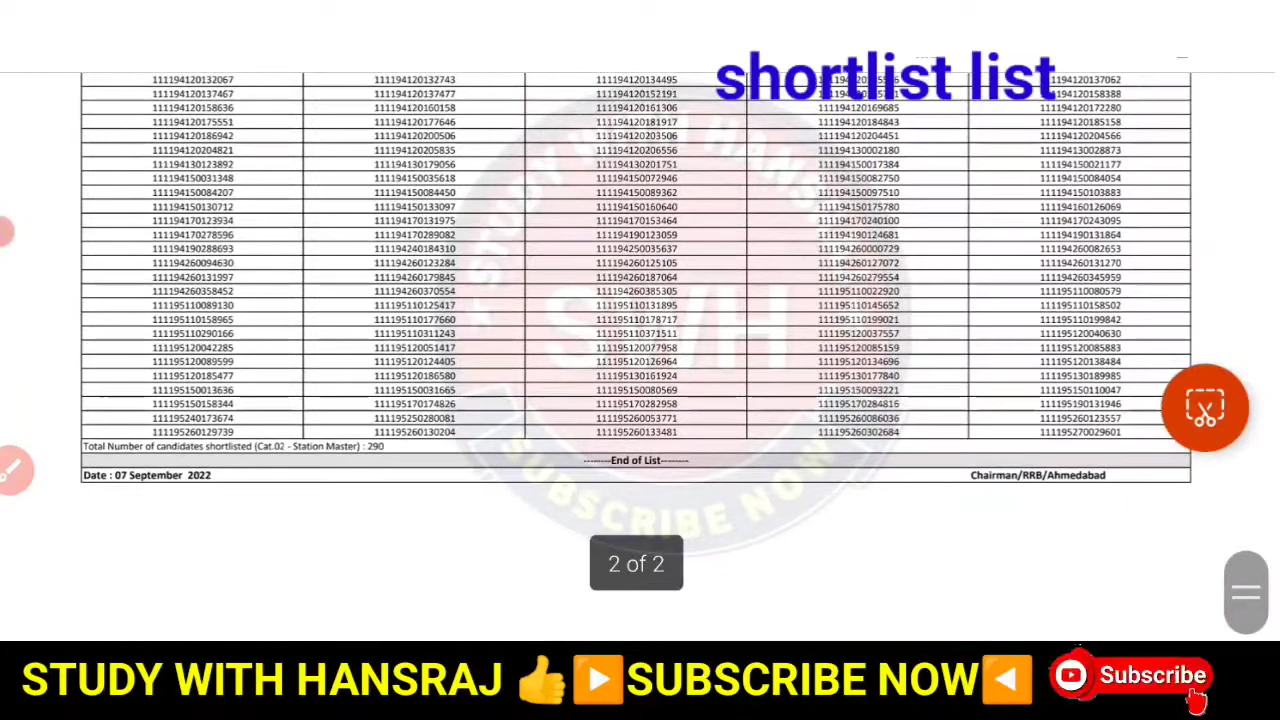 shortlist list
111194120132067 111194120132743 111194120134495 111194120137062
111194120137467 111194120137477 111194120152191 111194120158388
111194120158636 111194120160158 111194120161306 111194120169685 111194120172280
111194120175551 111194120177646 111194120181917 111194120184843 111194120185158
111194120186942 111194120200506 111194120203506 111194120204451 111194120204566
111194120204821 111194120205835 111194120206556 111194130002180 111194130028873
111194130123892 111194130179056 111194130201751 111194150017384 111194150021177
111194150031348 111194150035618 111194150072946 111194150082750 111194150084054
111194150084207 111194150084450 111194150089362 111194150097510 111194150103883
111194150130712 111194150133097 111194150160640 111194150175780 111194160126069
111194170123934 111194170131975 111194170153464 111194170240100 111194170243095
111194170278596 111194170289082 111194190123059 111194190124681 111194190131864
111194190288693 111194240184310 111194250035637 111194260000729 111194260082653
111194260094630 111194260123284 111194260125105 111194260127072 111194260131270
111194260131997 111194260179845 111194260187064 111194260279554 111194260345959
111194260358452 111194260370554 111194260385305 111195110022920 111195110080579
111195110089130 111195110125417 111195110131895 111195110145652 111195110158502
111195110158965 111195110177660 111195110178717 111195110199021 111195110199842
111195110290166 111195110311243 111195110371511 111195120037557 111195120040630
111195120042285 111195120051417 111195120077958 111195120085159 111195120085883
111195120089599 111195120124405 111195120126964 111195120134696 111195120138484
111195120185477 111195120186580 111195130161924 111195130177840 111195130189985
111195150013636 111195150031665 111195150080569 111195150093221 111195150110047
111195150158344 111195170174826 111195170282958 111195170284816 111195190131946
111195240173674 111195250280081 111195260053771 111195260086036 111195260123557
111195260129739 111195260130204 111195260133481 111195260302684 111195270029601
Total Number of candidates shortlisted (Cat.02 - Station Master) : 290
--------End of List--------
Date : 07 September 2022 Chairman/RRB/Ahmedabad
SUBSCRIBE NOW
2 of 2
STUDY WITH HANSRAJ 👍▶SUBSCRIBE NOW◀ Subscribe